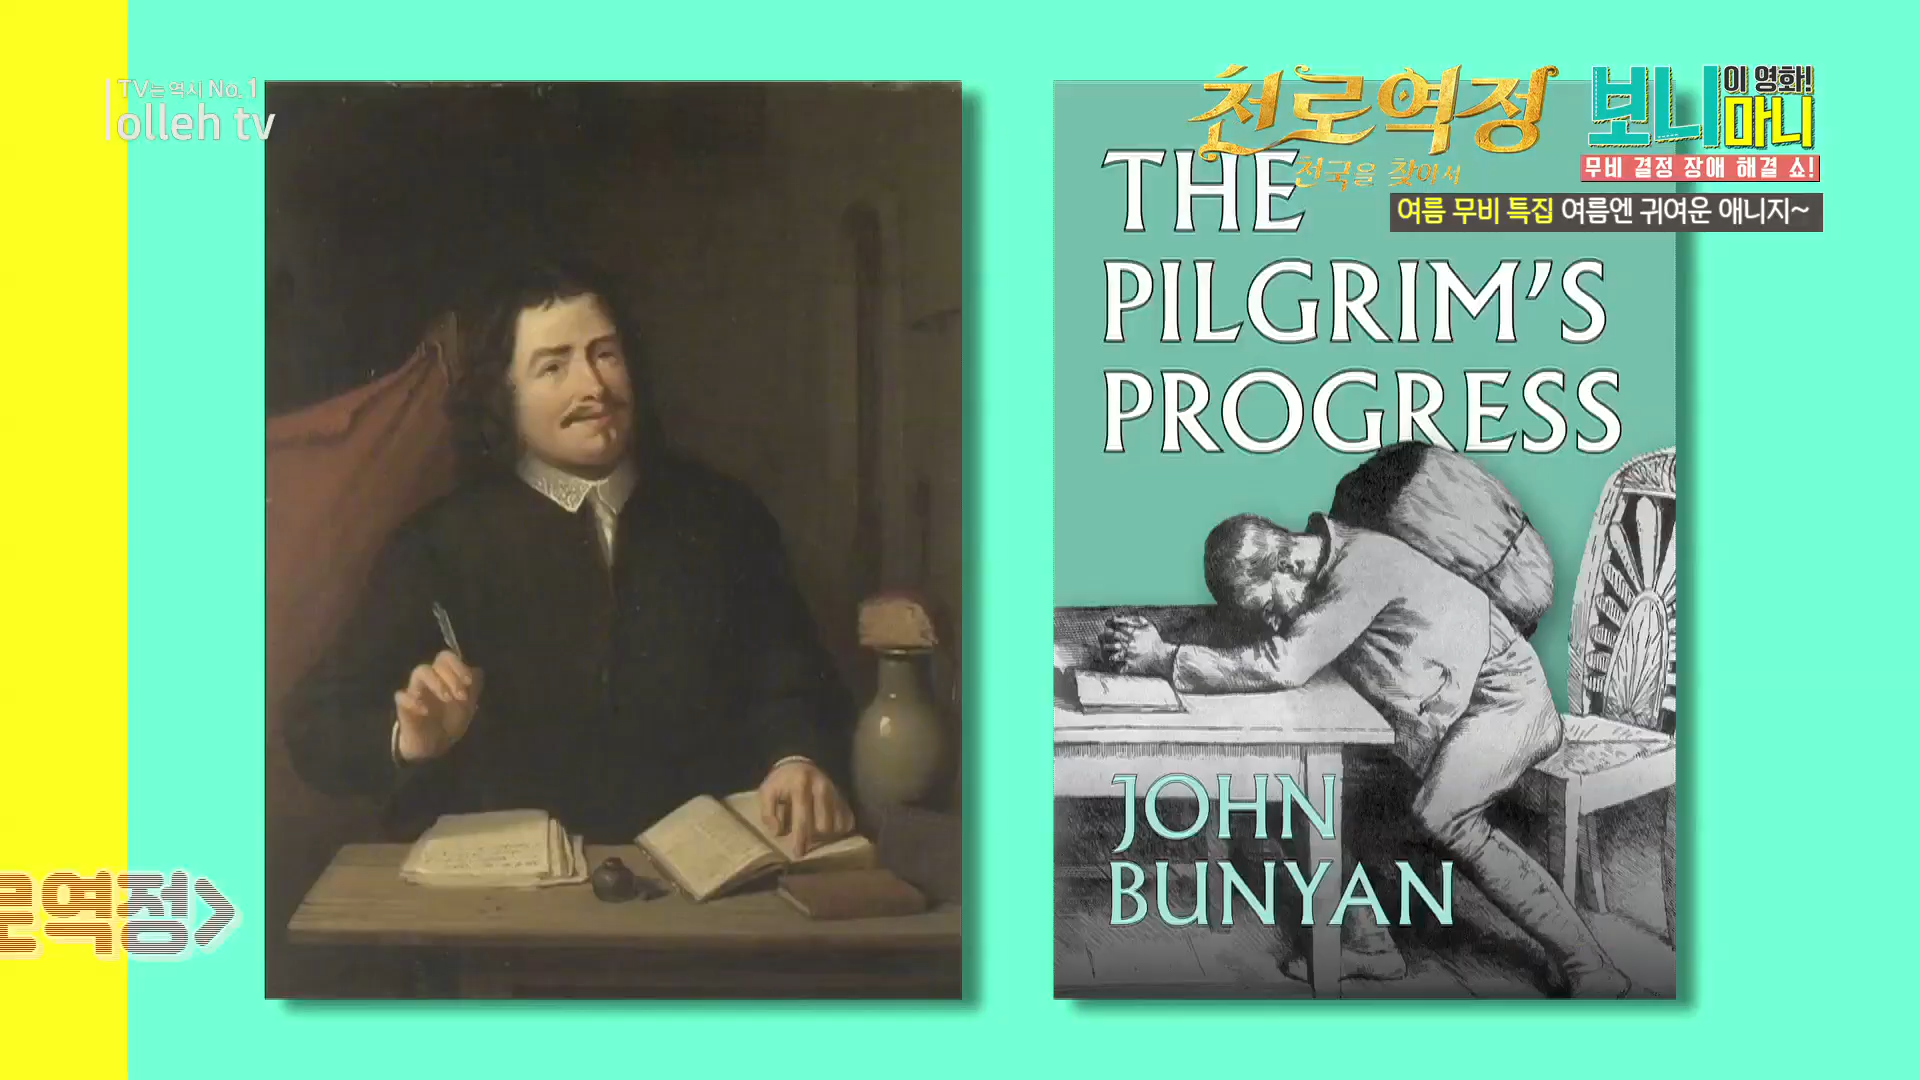 TV는 역시 No.1
olleh tv
천로역정
천국을 찾아서
보니
이 영화!
마니
무비 결정 장애 해결 쇼!
여름 무비 특집 여름엔 귀여운 애니지~
THE
PILGRIM'S
PROGRESS
JOHN
BUNYAN
로역정>